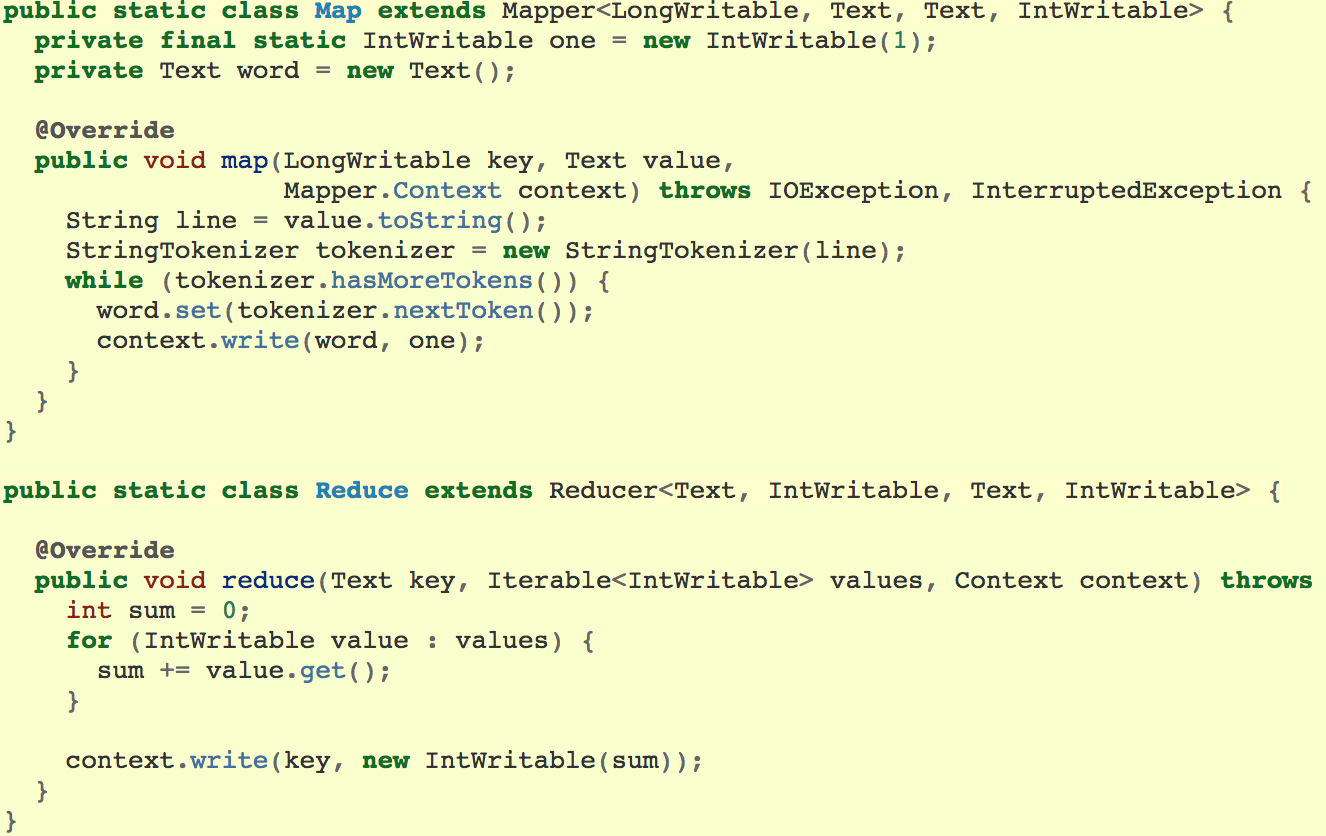 public static class Map extends Mapper<LongWritable, Text, Text, IntWritable> {
  private final static IntWritable one = new IntWritable(1);
  private Text word = new Text();

  @Override
  public void map(LongWritable key, Text value,
                  Mapper.Context context) throws IOException, InterruptedException {
    String line = value.toString();
    StringTokenizer tokenizer = new StringTokenizer(line);
    while (tokenizer.hasMoreTokens()) {
      word.set(tokenizer.nextToken());
      context.write(word, one);
    }
  }
}

public static class Reduce extends Reducer<Text, IntWritable, Text, IntWritable> {

  @Override
  public void reduce(Text key, Iterable<IntWritable> values, Context context) throws
    int sum = 0;
    for (IntWritable value : values) {
      sum += value.get();
    }

    context.write(key, new IntWritable(sum));
  }
}